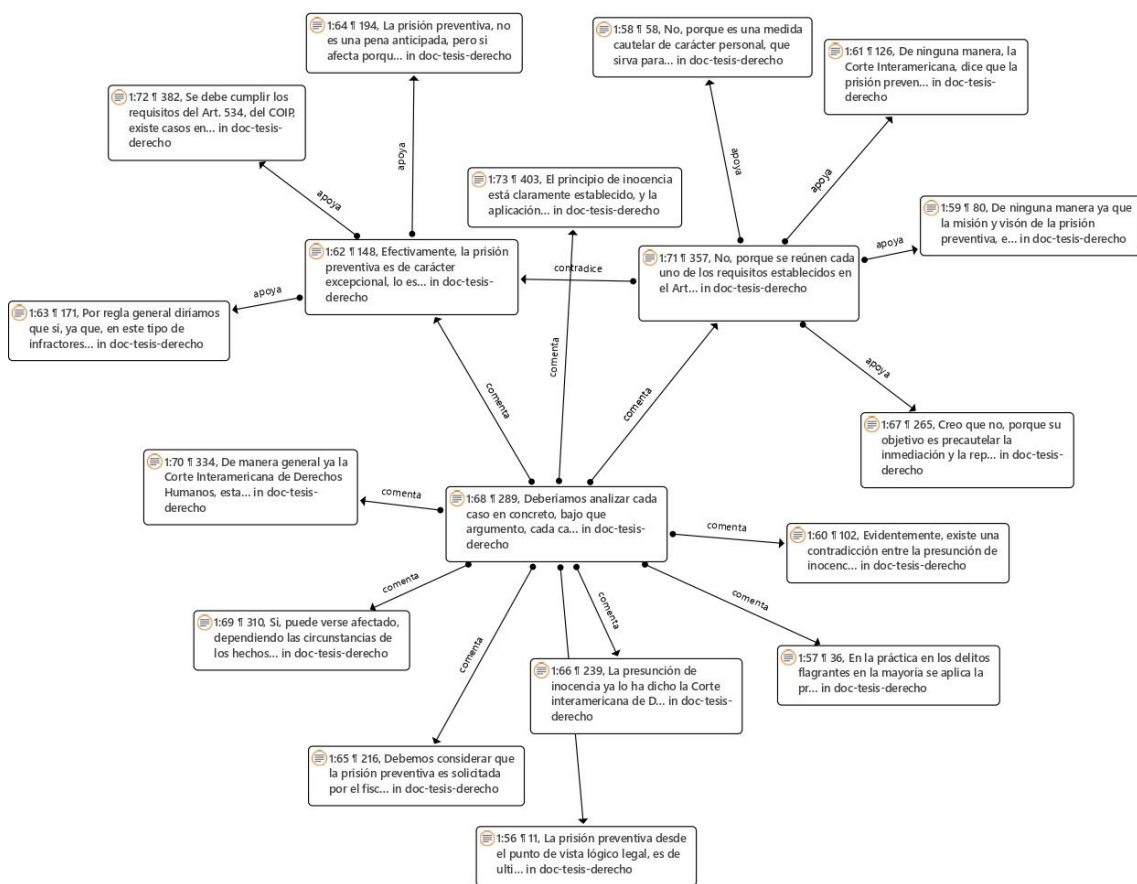 1:64 ¶ 194, La prisión preventiva, no
es una pena anticipada, pero si
afecta porqu... in doc-tesis-derecho
1:58 ¶ 58, No, porque es una medida
cautelar de carácter personal, que
sirva para... in doc-tesis-derecho
1:61 ¶ 126, De ninguna manera, la
Corte Interamericana, dice que la
prisión preven... in doc-tesis-
derecho
1:72 ¶ 382, Se debe cumplir los
requisitos del Art. 534, del COIP,
existe casos en... in doc-tesis-
derecho
apoya
apoya
apoya
apoya
1:73 ¶ 403, El principio de inocencia
está claramente establecido, y la
aplicación... in doc-tesis-derecho
1:59 ¶ 80, De ninguna manera ya que
la misión y visón de la prisión
preventiva, e... in doc-tesis-derecho
apoya
1:62 ¶ 148, Efectivamente, la prisión
preventiva es de carácter
excepcional, lo es... in doc-tesis-
derecho
contradice
1:71 ¶ 357, No, porque se reúnen cada
uno de los requisitos establecidos en
el Art... in doc-tesis-derecho
apoya
1:63 ¶ 171, Por regla general diríamos
que si, ya que, en este tipo de
infractores... in doc-tesis-derecho
comenta
comenta
comenta
apoya
1:67 ¶ 265, Creo que no, porque su
objetivo es precautelar la
inmediación y la rep... in doc-tesis-
derecho
1:70 ¶ 334, De manera general ya la
Corte Interamericana de Derechos
Humanos, esta... in doc-tesis-
derecho
comenta
1:68 ¶ 289, Deberíamos analizar cada
caso en concreto, bajo que
argumento, cada ca... in doc-tesis-
derecho
comenta
1:60 ¶ 102, Evidentemente, existe una
contradicción entre la presunción de
inocenc... in doc-tesis-derecho
comenta
comenta
comenta
comenta
1:69 ¶ 310, Si, puede verse afectado,
dependiendo las circunstancias de
los hechos... in doc-tesis-derecho
1:66 ¶ 239, La presunción de
inocencia ya lo ha dicho la Corte
interamericana de D... in doc-tesis-
derecho
1:57 ¶ 36, En la práctica en los delitos
flagrantes en la mayoría se aplica la
pr... in doc-tesis-derecho
1:65 ¶ 216, Debemos considerar que
la prisión preventiva es solicitada
por el fisc... in doc-tesis-derecho
1:56 ¶ 11, La prisión preventiva desde
el punto de vista lógico legal, es de
ulti... in doc-tesis-derecho